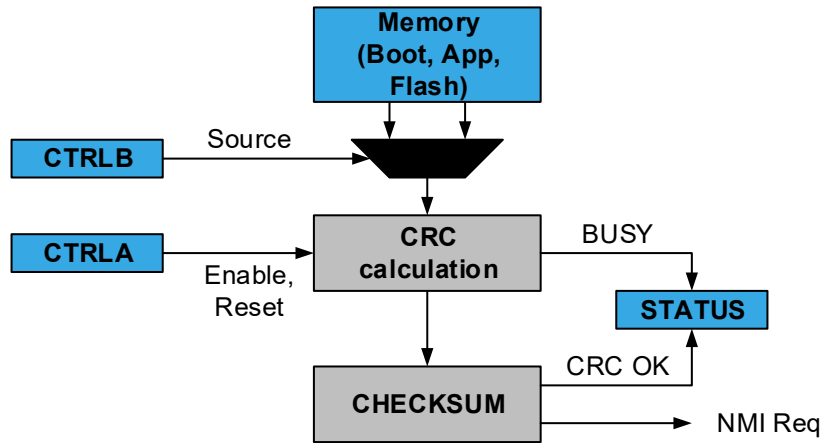 Memory
(Boot, App,
Flash)
Source
CTRLB
CTRLA
Enable,
Reset
CRC
calculation
BUSY
STATUS
CRC OK
CHECKSUM
NMI Req